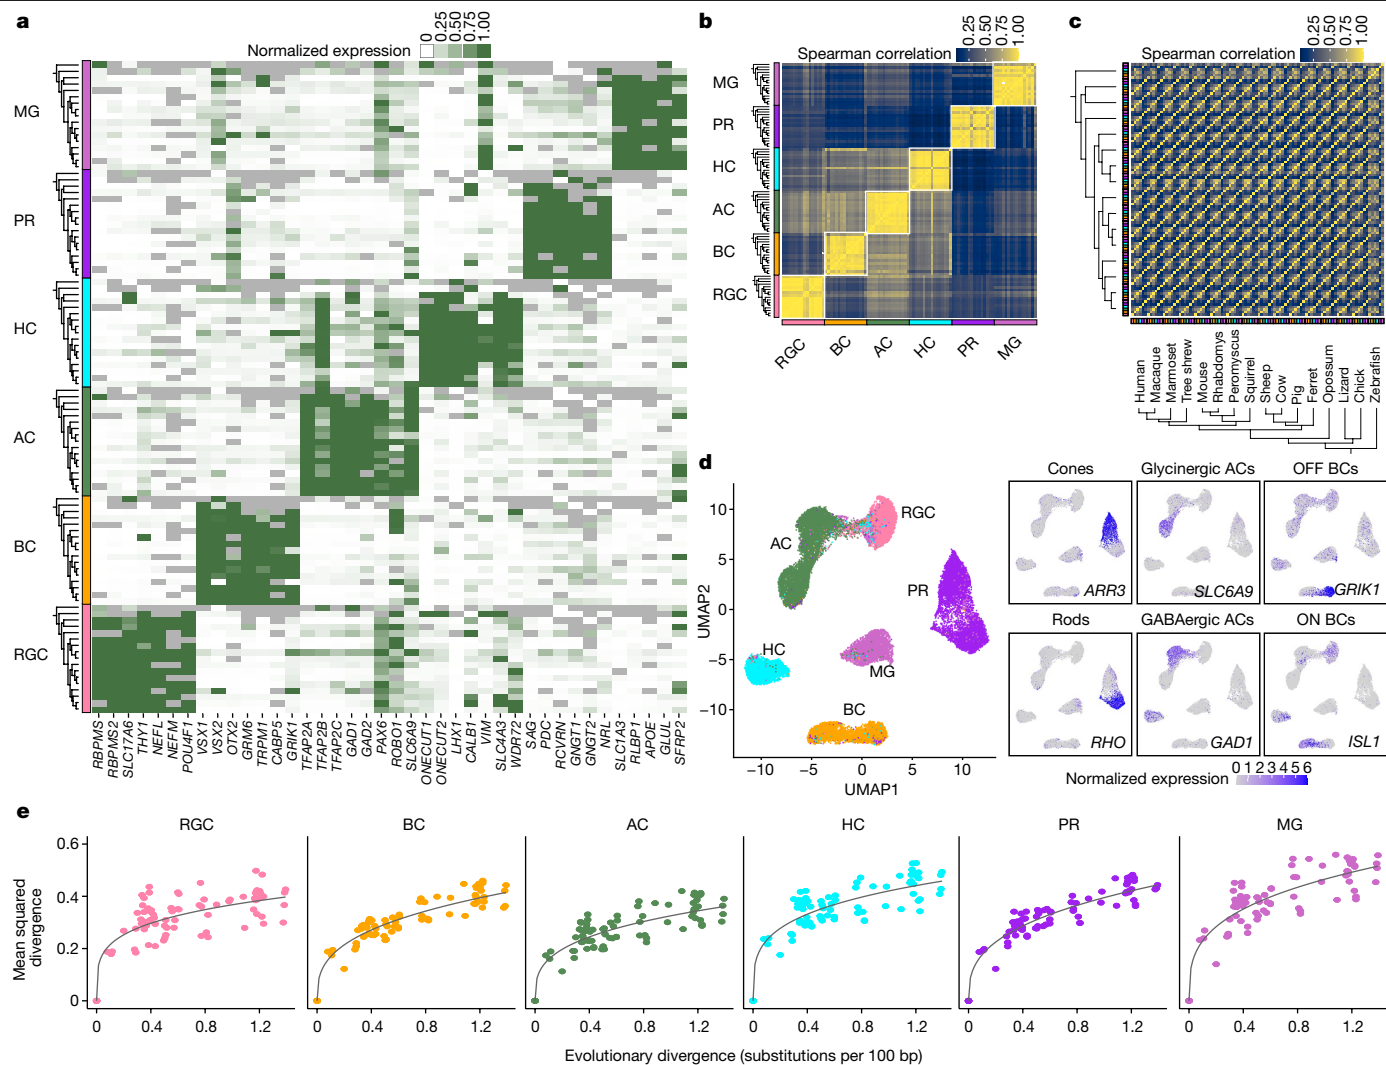 a
Normalized expression
0
0.25
0.50
0.75
1.00
MG
PR
HC
AC
BC
RGC
RBPMS
RBPMS2
SLC17A6
THY1
NEFL
NEFM
POU4F1
VSX1
VSX2
OTX2
GRM6
TRPM1
CABP5
GRIK1
TFAP2A
TFAP2B
TFAP2C
GAD1
GAD2
PAX6
ROBO1
SLC6A9
ONECUT1
ONECUT2
LHX1
CALB1
VIM
SLC4A3
WDR72
SAG
PDC
RCVRN
GNGT1
GNGT2
NRL
SLC1A3
RLBP1
APOE
GLUL
SFRP2
b
Spearman correlation
0.25
0.50
0.75
1.00
MG
PR
HC
AC
BC
RGC
RGC
BC
AC
HC
PR
MG
c
Spearman correlation
0.25
0.50
0.75
1.00
Human
Macaque
Marmoset
Tree shrew
Mouse
Rhabdomys
Peromyscus
Squirrel
Sheep
Cow
Pig
Ferret
Opossum
Lizard
Chick
Zebrafish
d
UMAP2
10
5
0
−5
−10
AC
RGC
PR
HC
MG
BC
−10
−5
0
5
10
UMAP1
Cones
ARR3
Glycinergic ACs
SLC6A9
OFF BCs
GRIK1
Rods
RHO
GABAergic ACs
GAD1
ON BCs
ISL1
Normalized expression
0 1 2 3 4 5 6
e
Mean squared
divergence
0.6
0.4
0.2
0
RGC
BC
AC
HC
PR
MG
0 0.4 0.8 1.2
0 0.4 0.8 1.2
0 0.4 0.8 1.2
0 0.4 0.8 1.2
0 0.4 0.8 1.2
0 0.4 0.8 1.2
Evolutionary divergence (substitutions per 100 bp)